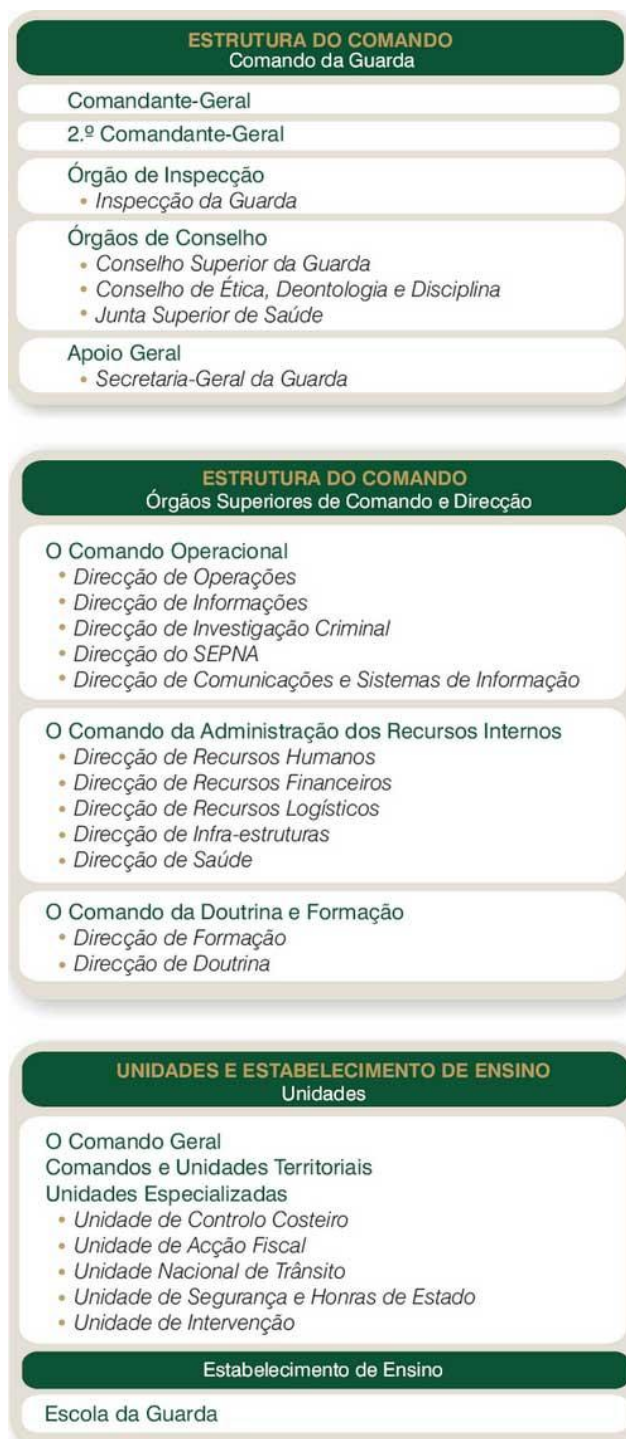 ESTRUTURA DO COMANDO
Comando da Guarda
Comandante-Geral
2.º Comandante-Geral
Órgão de Inspecção
• Inspecção da Guarda
Órgãos de Conselho
• Conselho Superior da Guarda
• Conselho de Ética, Deontologia e Disciplina
• Junta Superior de Saúde
Apoio Geral
• Secretaria-Geral da Guarda
ESTRUTURA DO COMANDO
Órgãos Superiores de Comando e Direcção
O Comando Operacional
• Direcção de Operações
• Direcção de Informações
• Direcção de Investigação Criminal
• Direcção do SEPNA
• Direcção de Comunicações e Sistemas de Informação
O Comando da Administração dos Recursos Internos
• Direcção de Recursos Humanos
• Direcção de Recursos Financeiros
• Direcção de Recursos Logísticos
• Direcção de Infra-estruturas
• Direcção de Saúde
O Comando da Doutrina e Formação
• Direcção de Formação
• Direcção de Doutrina
UNIDADES E ESTABELECIMENTO DE ENSINO
Unidades
O Comando Geral
Comandos e Unidades Territoriais
Unidades Especializadas
• Unidade de Controlo Costeiro
• Unidade de Acção Fiscal
• Unidade Nacional de Trânsito
• Unidade de Segurança e Honras de Estado
• Unidade de Intervenção
Estabelecimento de Ensino
Escola da Guarda